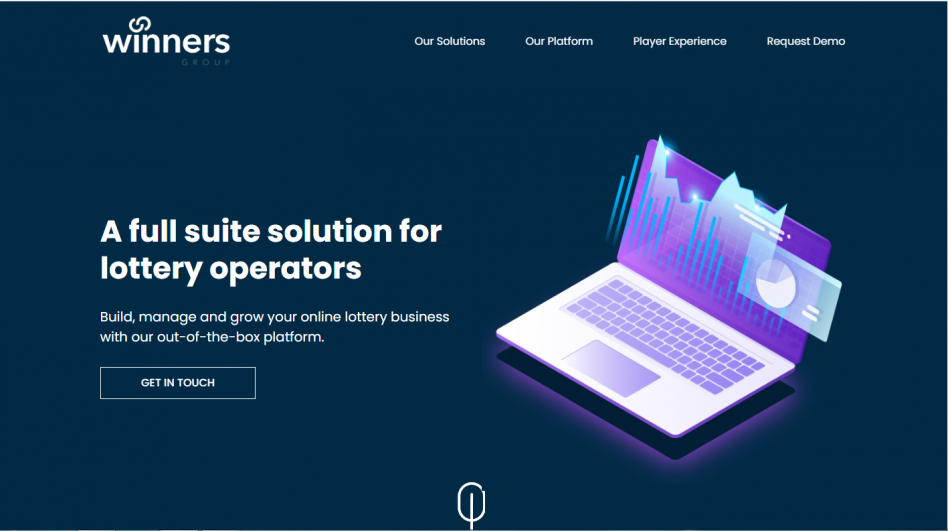 winners
GROUP
Our Solutions Our Platform Player Experience Request Demo
A full suite solution for
lottery operators
Build, manage and grow your online lottery business
with our out-of-the-box platform.
GET IN TOUCH